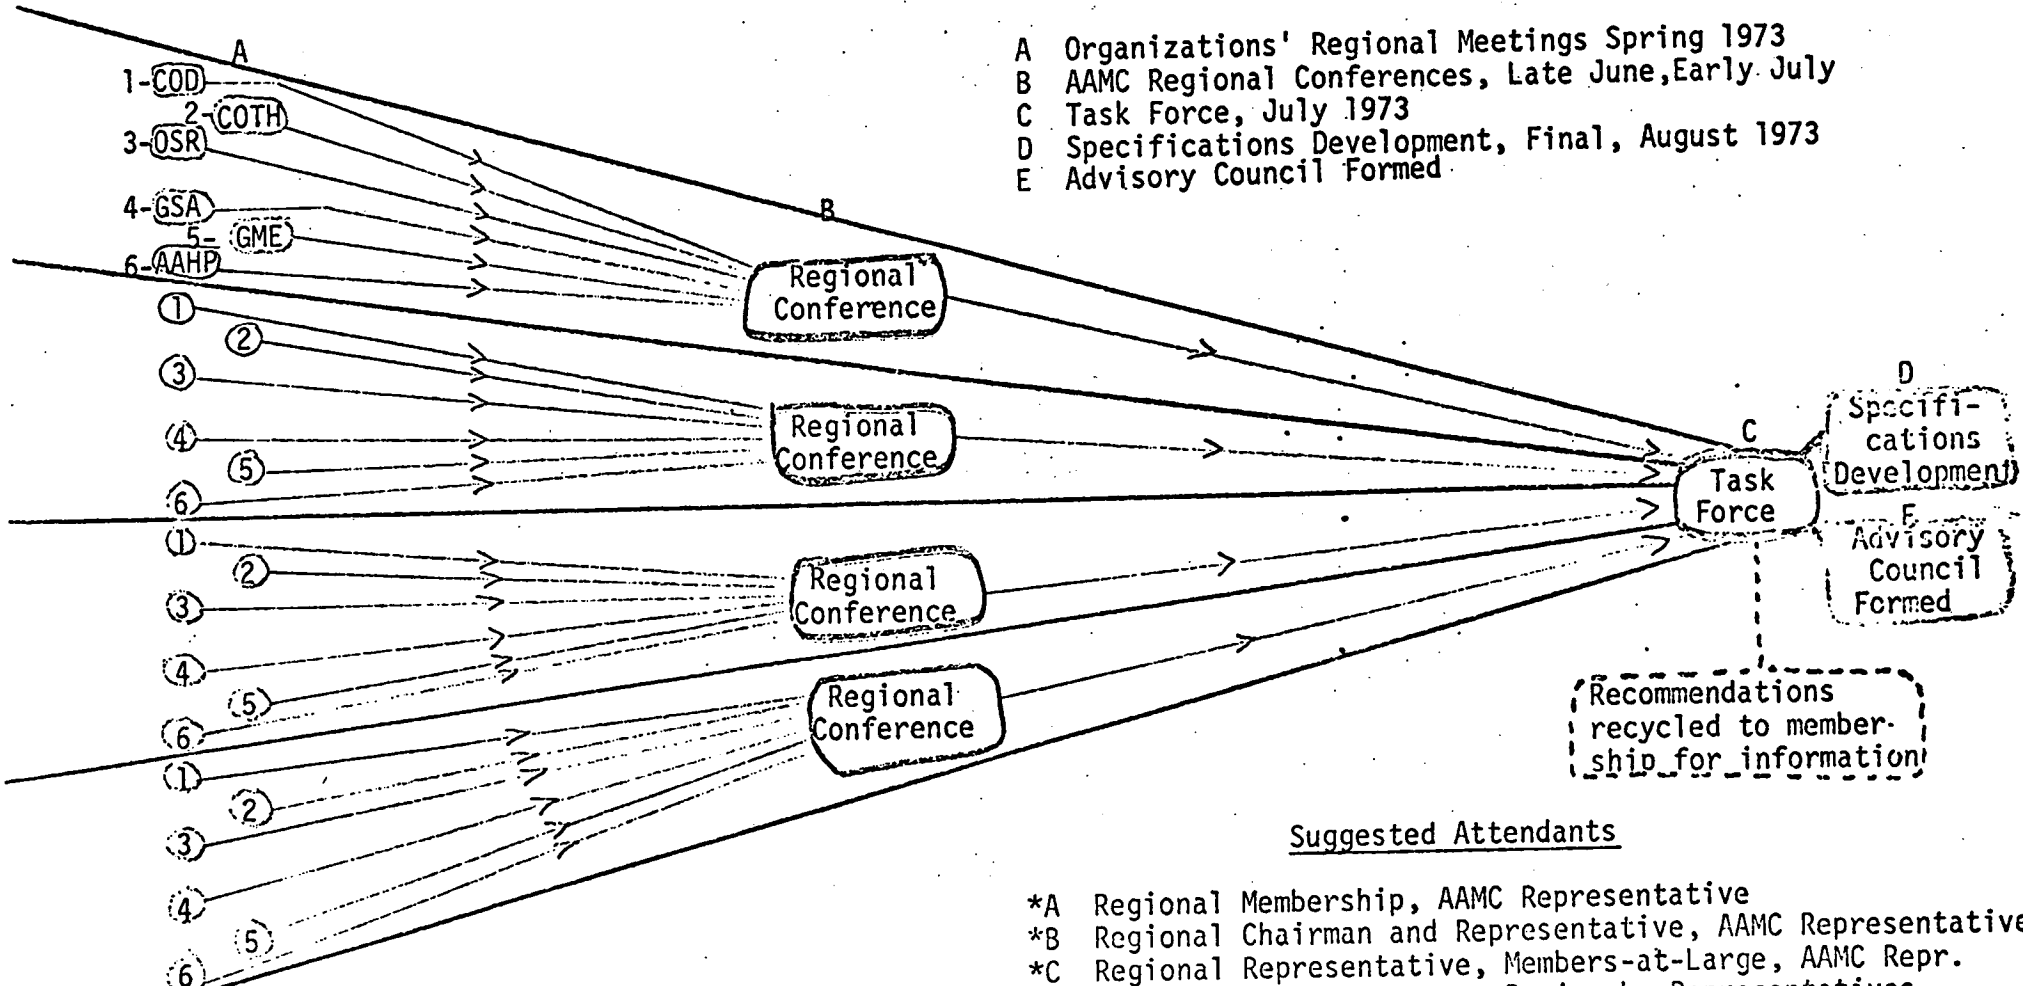 A
1-COD
2-COTH
3-OSR
4-GSA
5- GME
6-AAHP
A Organizations' Regional Meetings Spring 1973
B AAMC Regional Conferences, Late June,Early July
C Task Force, July 1973
D Specifications Development, Final, August 1973
E Advisory Council Formed
B
Regional
Conference
1
2
3
4
5
6
Regional
Conference
1
2
3
4
5
6
Regional
Conference
1
2
3
4
5
6
Regional
Conference
C
Task
Force
D
Specifi-
cations
Development
E
Advisory
Council
Formed
Recommendations
recycled to member-
ship for information
Suggested Attendants
*A Regional Membership, AAMC Representative
*B Regional Chairman and Representative, AAMC Representative
*C Regional Representative, Members-at-Large, AAMC Repr.
Representatives